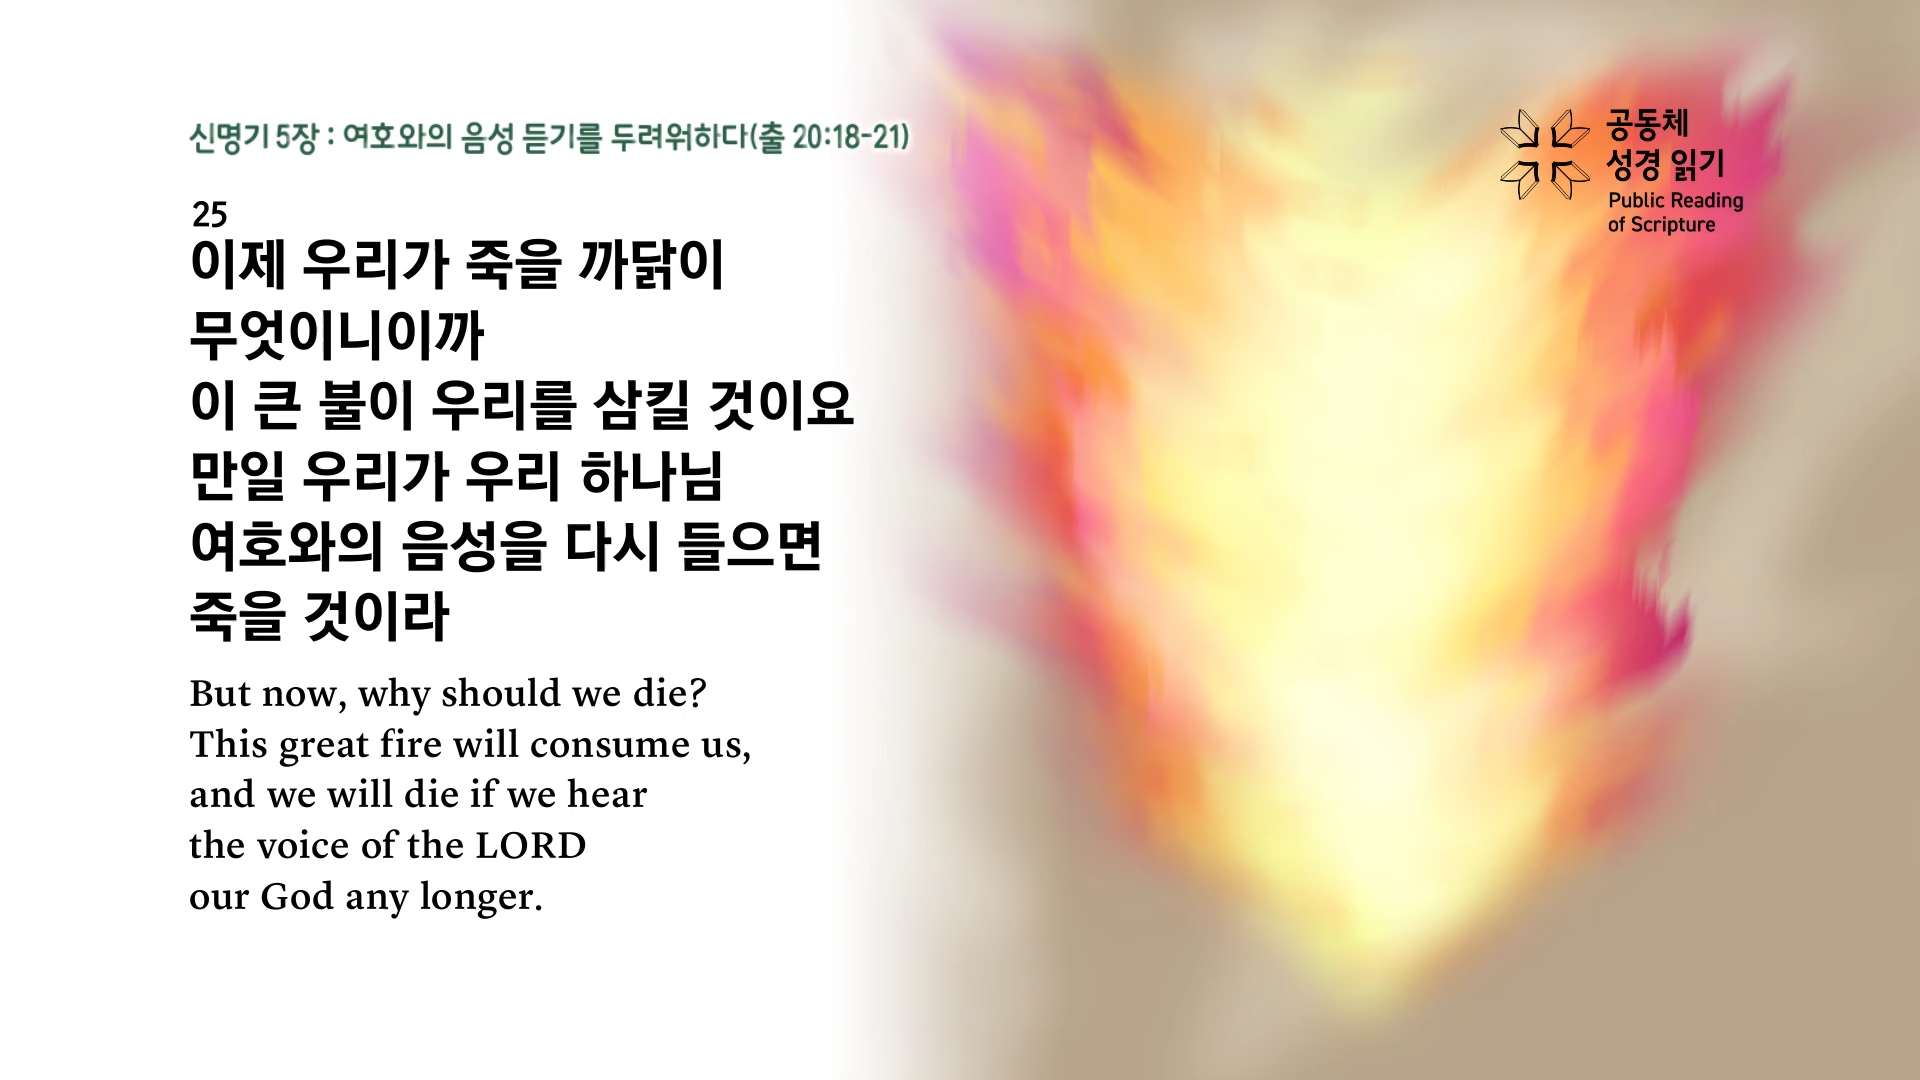 신명기 5장 : 여호와의 음성 듣기를 두려워하다(출 20:18-21)
공동체
성경 읽기
Public Reading
of Scripture
25
이제 우리가 죽을 까닭이
무엇이니이까
이 큰 불이 우리를 삼킬 것이요
만일 우리가 우리 하나님
여호와의 음성을 다시 들으면
죽을 것이라
But now, why should we die?
This great fire will consume us,
and we will die if we hear
the voice of the LORD
our God any longer.